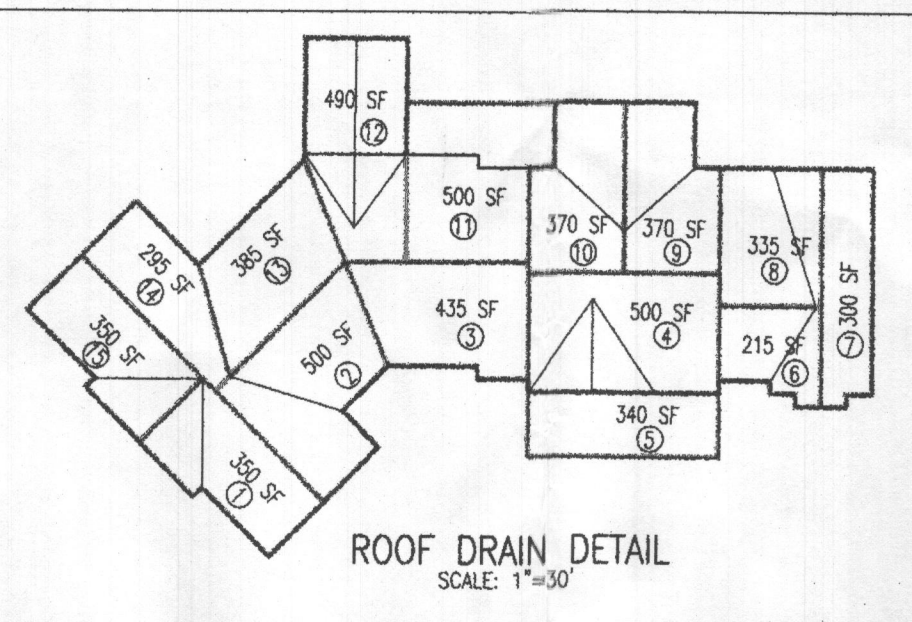 490 SF
12
500 SF
11
370 SF
10
370 SF
9
335 SF
8
300 SF
7
385 SF
13
295 SF
14
350 SF
15
500 SF
2
435 SF
3
500 SF
4
215 SF
6
340 SF
5
350 SF
1
ROOF DRAIN DETAIL
SCALE: 1"=30'